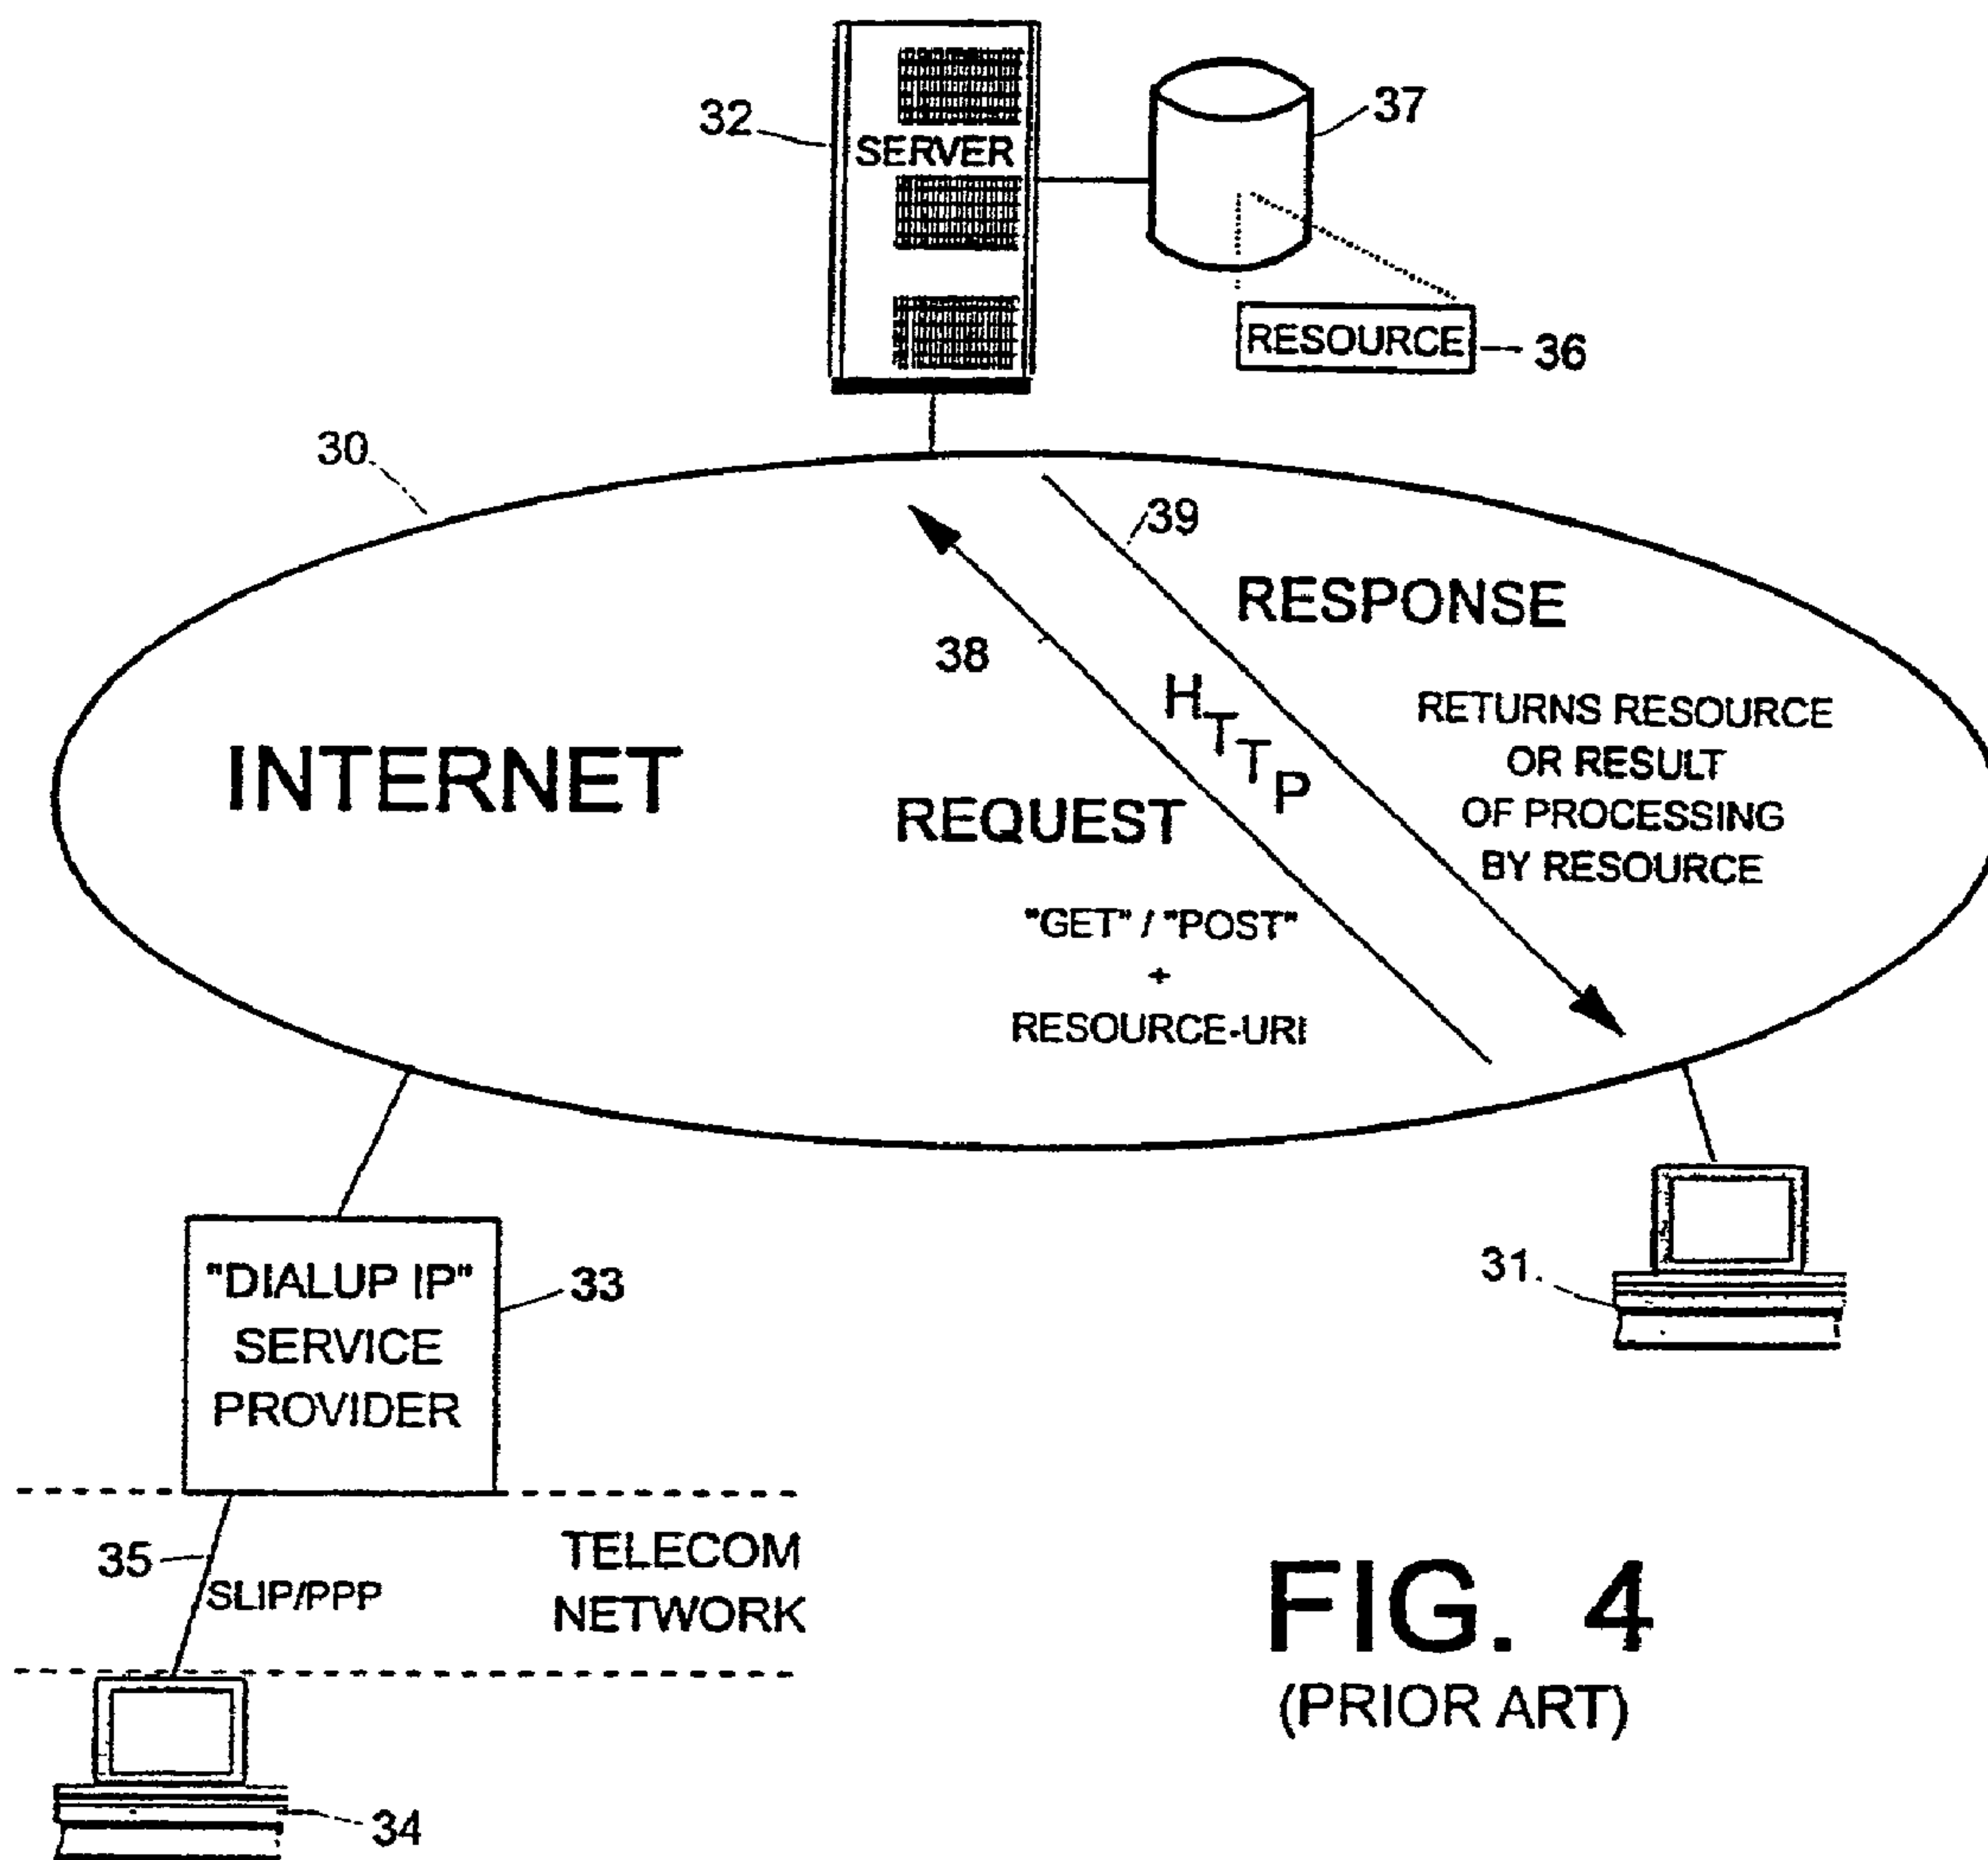 32
SERVER
37
RESOURCE
36
30
39
RESPONSE
38
HTTP
RETURNS RESOURCE
OR RESULT
OF PROCESSING
BY RESOURCE
INTERNET
REQUEST
"GET" / "POST"
+
RESOURCE-URI
"DIALUP IP"
SERVICE
PROVIDER
33
31
35
SLIP/PPP
TELECOM
NETWORK
34
FIG. 4
(PRIOR ART)